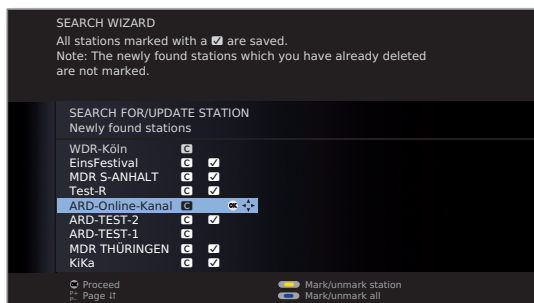 SEARCH WIZARD
All stations marked with a ☑ are saved.
Note: The newly found stations which you have already deleted
are not marked.
SEARCH FOR/UPDATE STATION
Newly found stations
WDR-Köln C
EinsFestival C ✓
MDR S-ANHALT C ✓
Test-R C ✓
ARD-Online-Kanal C OK
ARD-TEST-2 C ✓
ARD-TEST-1 C
MDR THÜRINGEN C ✓
KiKa C ✓
OK Proceed
P+ P- Page ↓↑
Mark/unmark station
Mark/unmark all